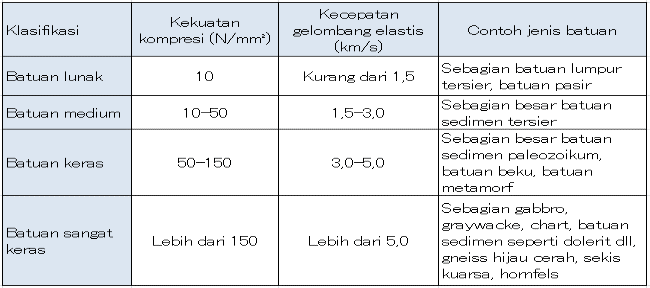 Klasifikasi
Kekuatan
kompresi (N/mm²)
Kecepatan
gelombang elastis
(km/s)
Contoh jenis batuan
Batuan lunak
10
Kurang dari 1,5
Sebagian batuan lumpur
tersier, batuan pasir
Batuan medium
10–50
1,5–3,0
Sebagian besar batuan
sedimen tersier
Batuan keras
50–150
3,0–5,0
Sebagian besar batuan
sedimen paleozoikum,
batuan beku, batuan
metamorf
Batuan sangat
keras
Lebih dari 150
Lebih dari 5,0
Sebagian gabbro,
graywacke, chart, batuan
sedimen seperti dolerit dll,
gneiss hijau cerah, sekis
kuarsa, hornfels